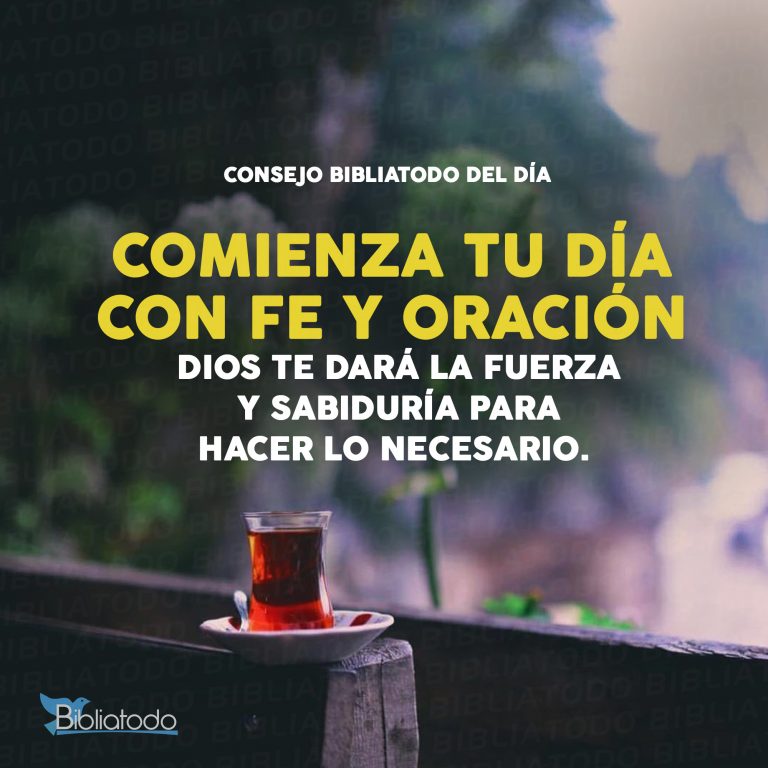 CONSEJO BIBLIATODO DEL DÍA
COMIENZA TU DÍA
CON FE Y ORACIÓN
DIOS TE DARÁ LA FUERZA
Y SABIDURÍA PARA
HACER LO NECESARIO.
Bibliatodo